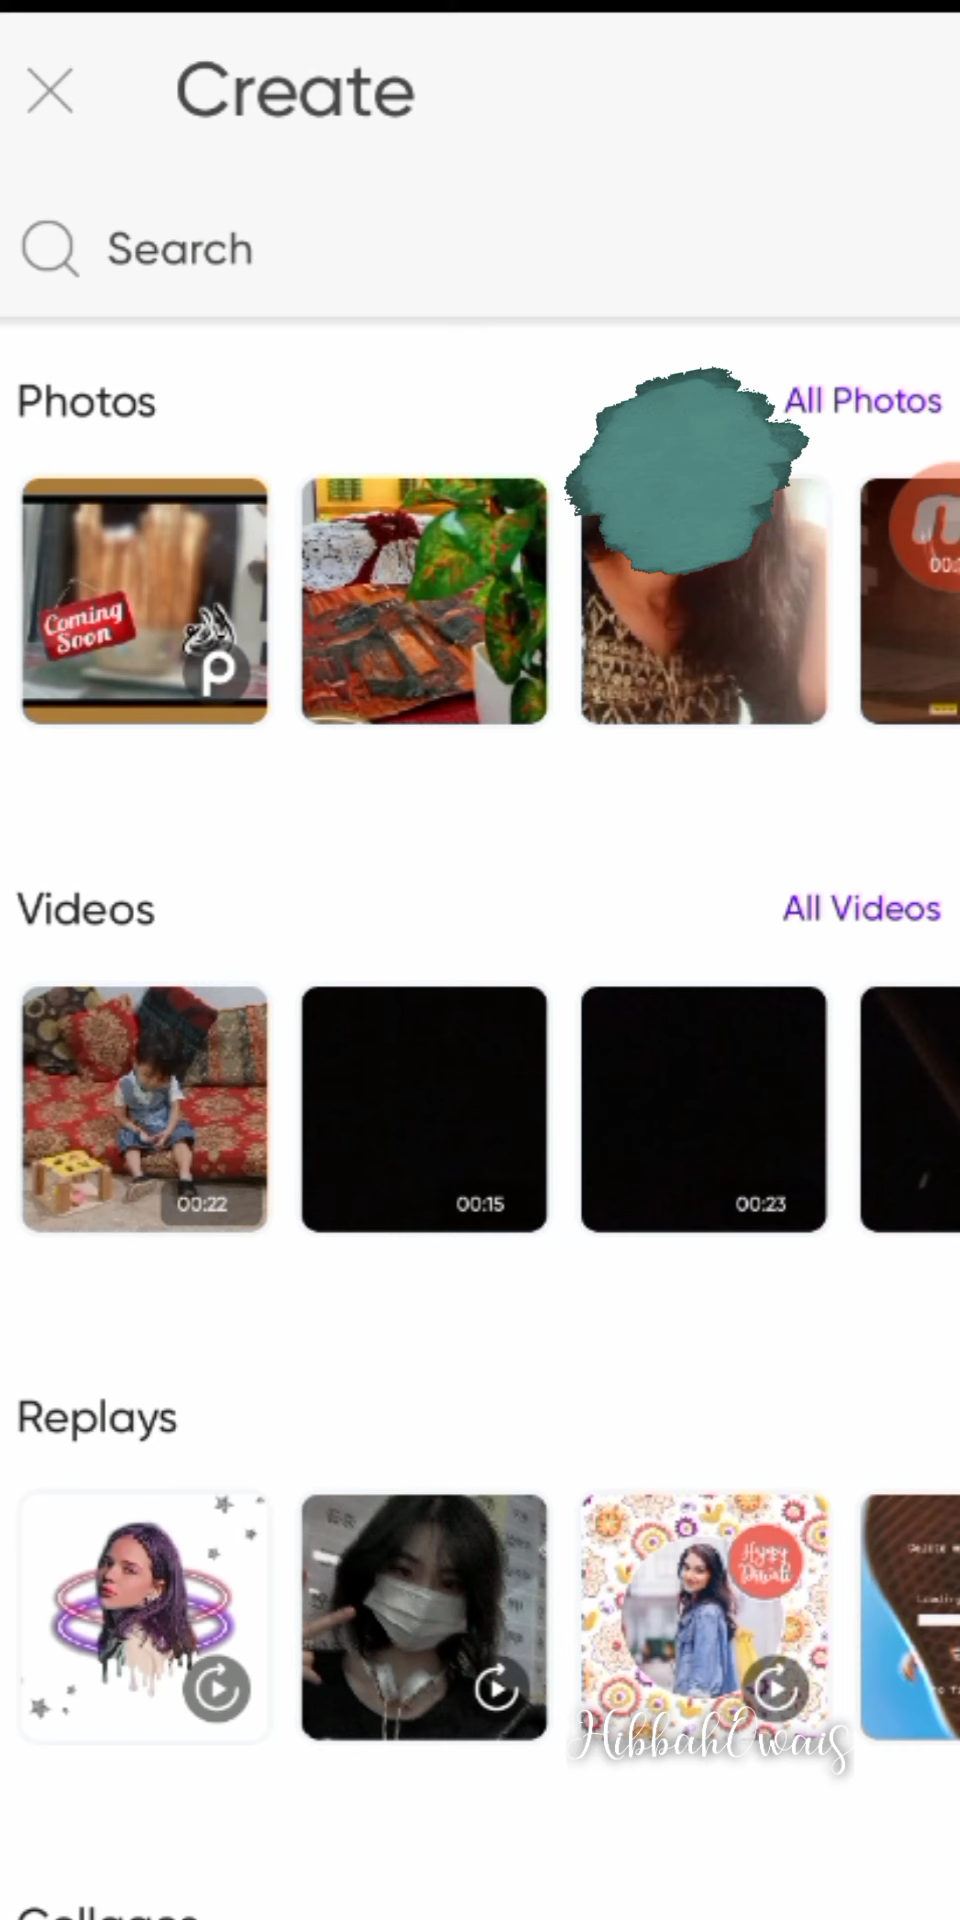 Create
Search
Photos
All Photos
Coming
Soon
Videos
All Videos
00:22
00:15
00:23
Replays
Happy
Diwali
HibbahOwais
Collages